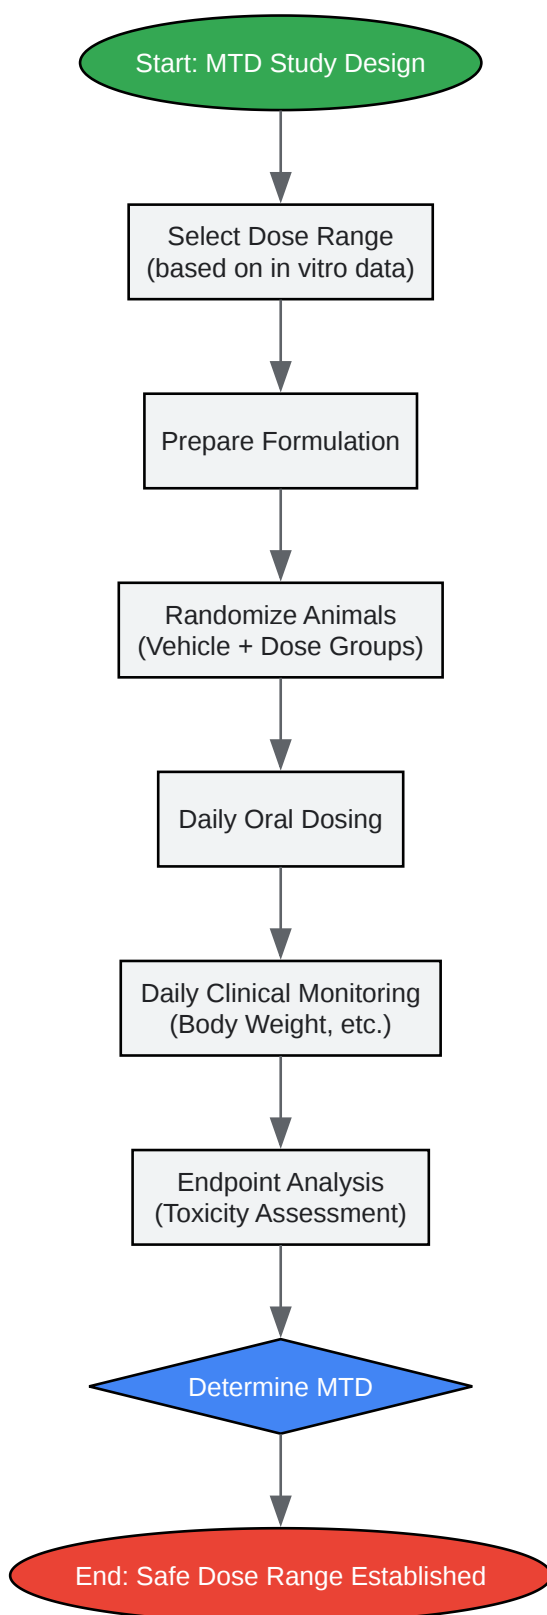 Start: MTD Study Design
Select Dose Range
(based on in vitro data)
Prepare Formulation
Randomize Animals
(Vehicle + Dose Groups)
Daily Oral Dosing
Daily Clinical Monitoring
(Body Weight, etc.)
Endpoint Analysis
(Toxicity Assessment)
Determine MTD
End: Safe Dose Range Established